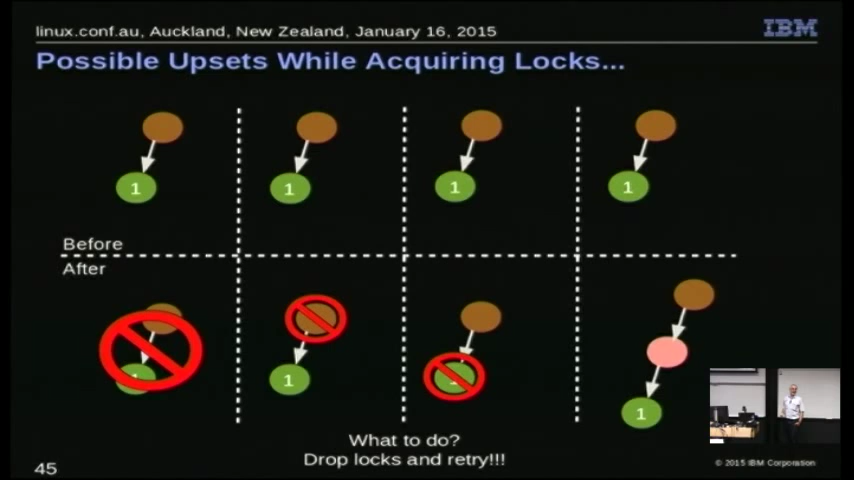 linux.conf.au, Auckland, New Zealand, January 16, 2015
IBM
Possible Upsets While Acquiring Locks...
1 1 1 1
Before
After
1 1 1 1
What to do?
Drop locks and retry!!!
45
© 2015 IBM Corporation